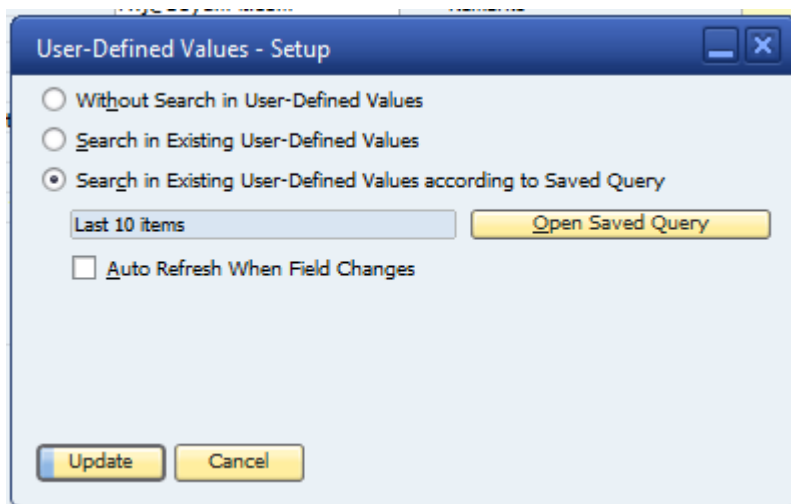 User-Defined Values - Setup
Without Search in User-Defined Values
Search in Existing User-Defined Values
Search in Existing User-Defined Values according to Saved Query
Last 10 items
Open Saved Query
Auto Refresh When Field Changes
Update
Cancel